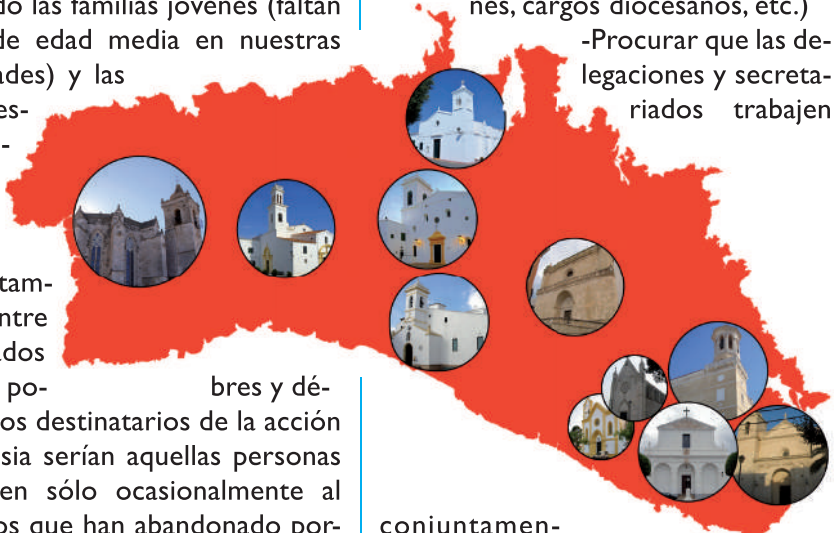 do las familias jóvenes (faltan
de edad media en nuestras
ades) y las
es-
-
tam-
ntre
ados
po-
bres y dé-
os destinatarios de la acción
sia serían aquellas personas
en sólo ocasionalmente al
os que han abandonado por-
nes, cargos diocesanos, etc.)
-Procurar que las de-
legaciones y secreta-
riados trabajen
conjuntamen-